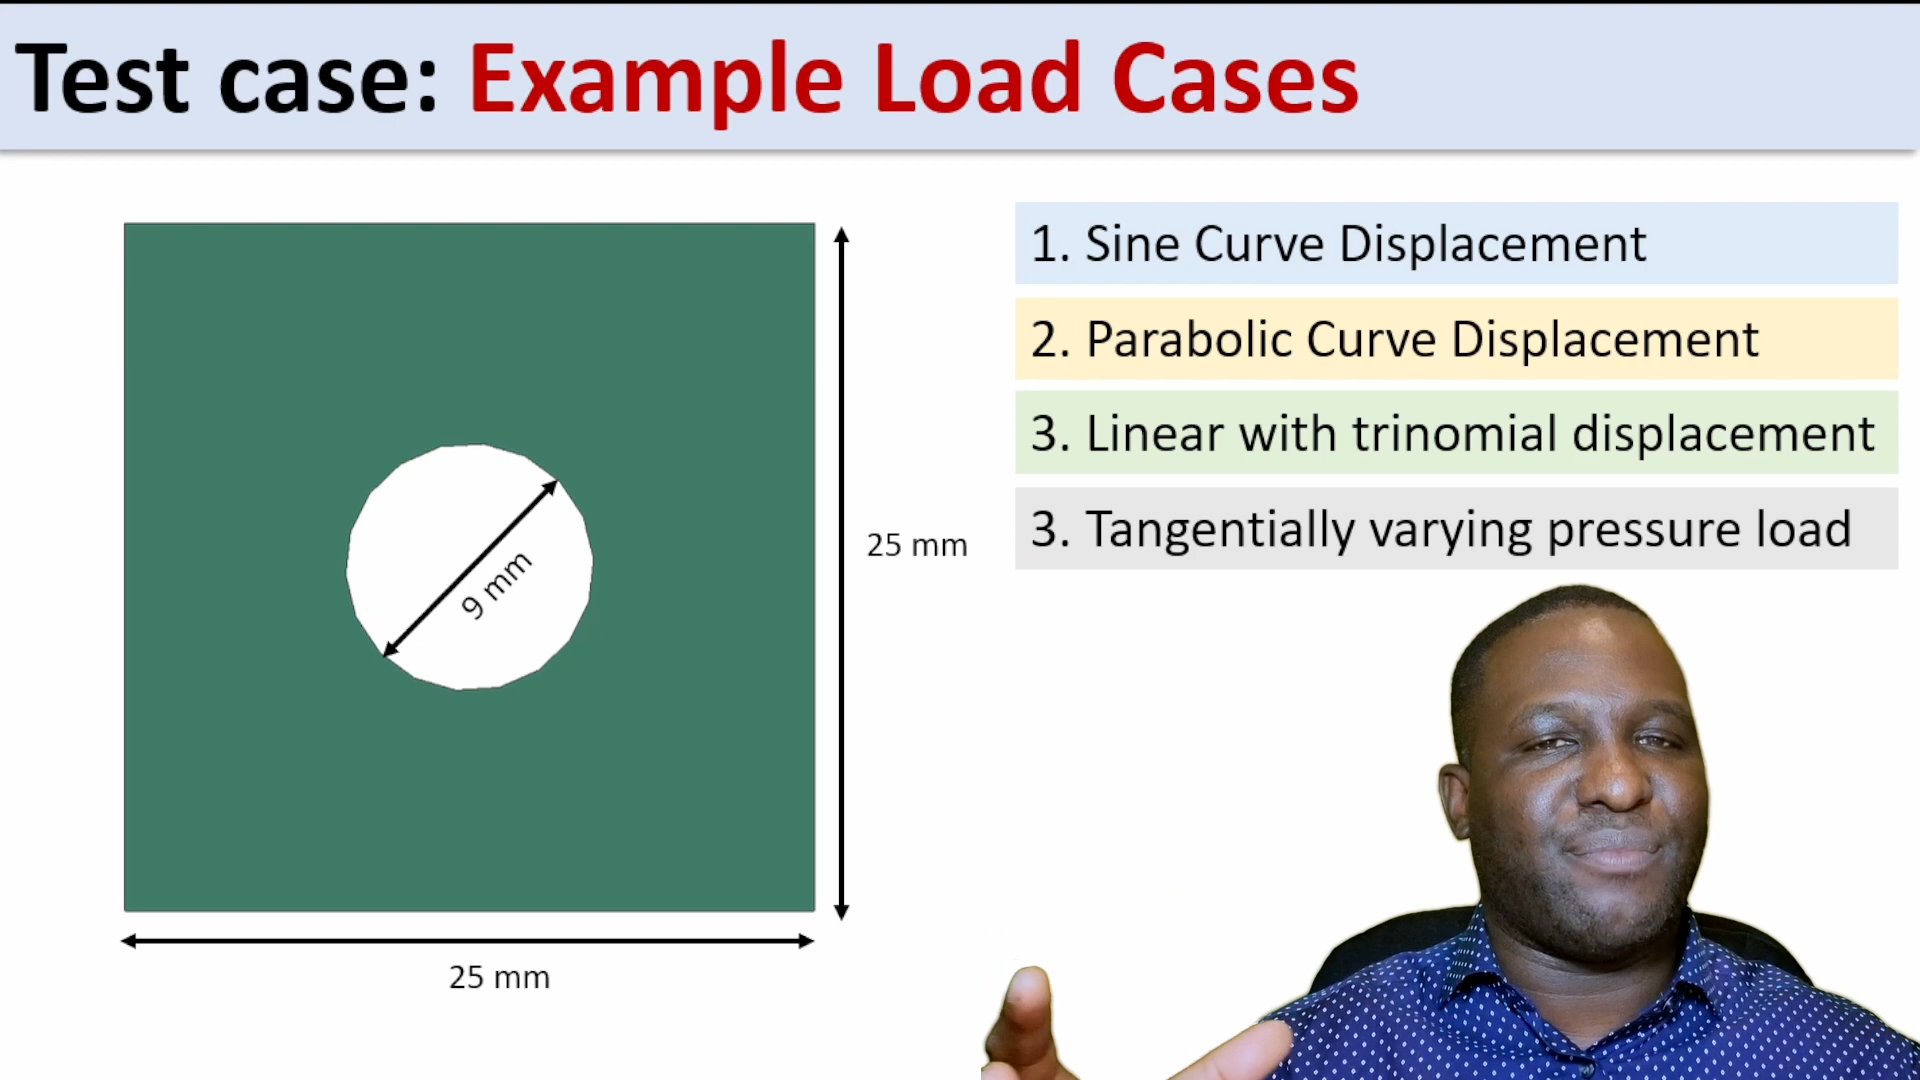 Test case: Example Load Cases
1. Sine Curve Displacement
2. Parabolic Curve Displacement
3. Linear with trinomial displacement
3. Tangentially varying pressure load
9 mm
25 mm
25 mm